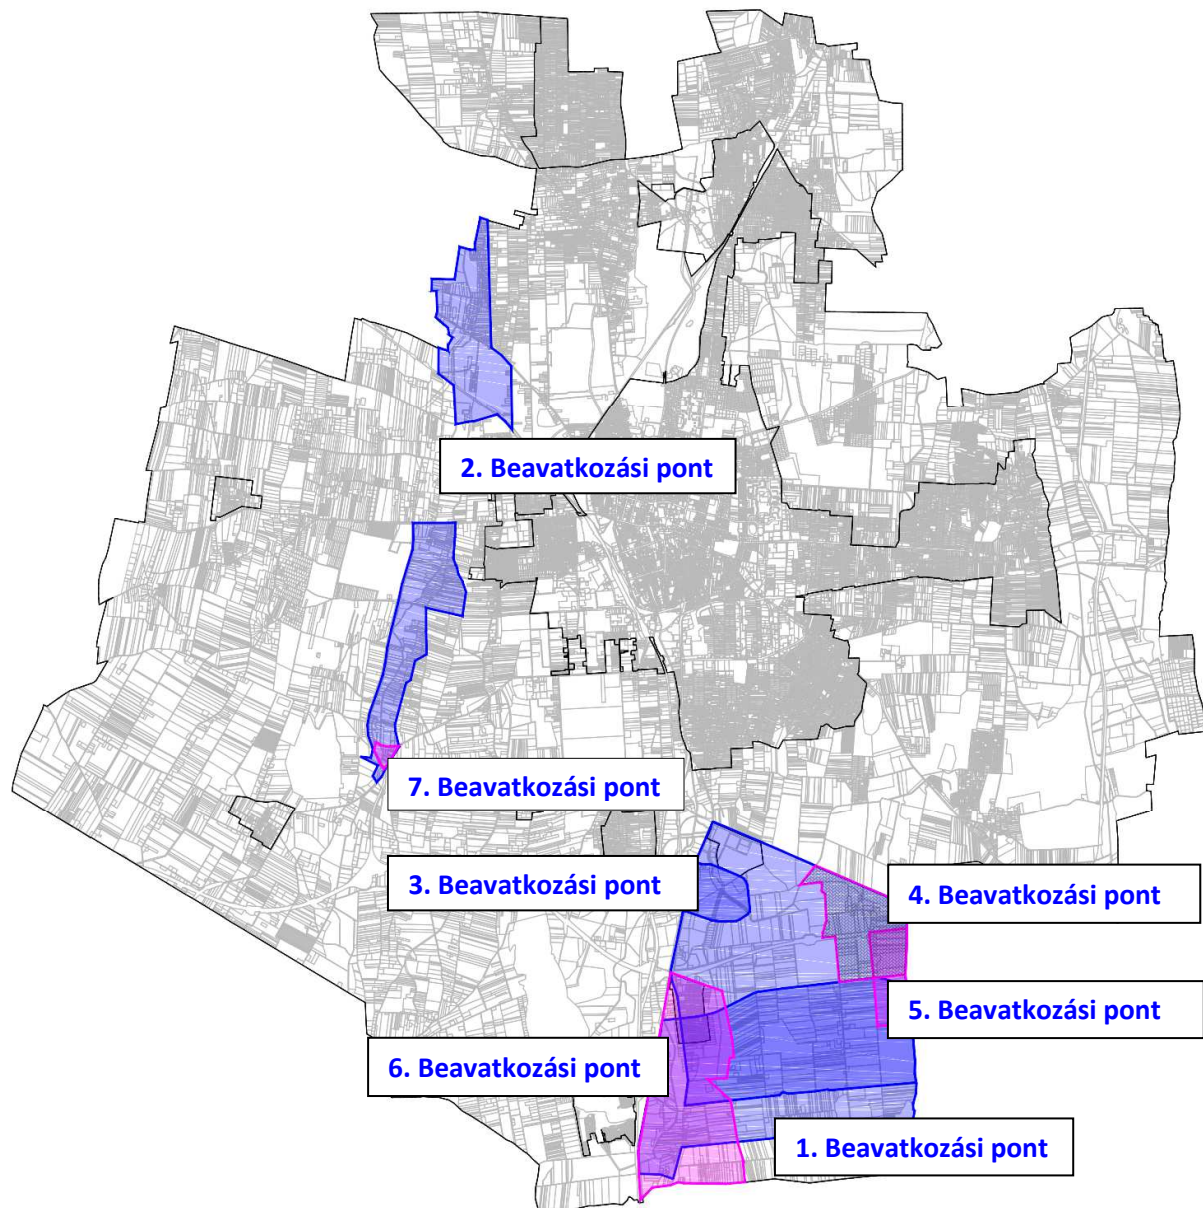 2. Beavatkozási pont
7. Beavatkozási pont
3. Beavatkozási pont
4. Beavatkozási pont
5. Beavatkozási pont
6. Beavatkozási pont
1. Beavatkozási pont